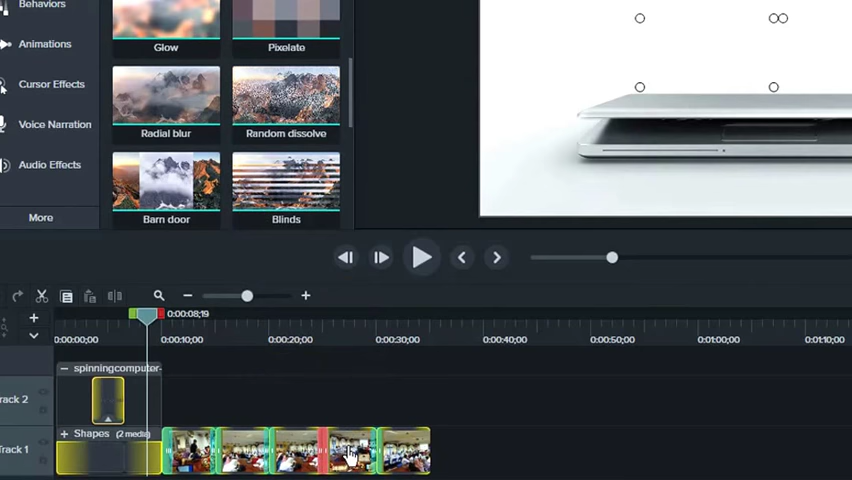 Behaviors
Animations
Cursor Effects
Voice Narration
Audio Effects
More
Glow
Pixelate
Radial blur
Random dissolve
Barn door
Blinds
0:00:08;19
0:00:00;00
0:00:10;00
0:00:20;00
0:00:30;00
0:00:40;00
0:00:50;00
0:01:00;00
0:01:10;00
spinningcomputer-
Track 2
Shapes (2 media)
Track 1